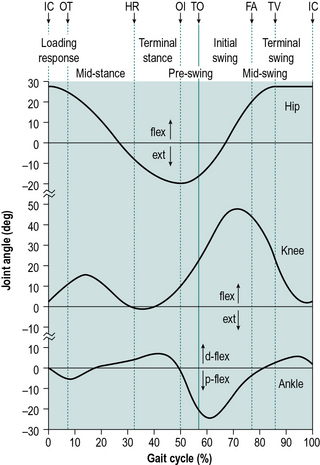 IC OT HR OI TO FA TV IC
Loading response
Terminal stance
Initial swing
Terminal swing
Mid-stance
Pre-swing
Mid-swing
Joint angle (deg)
30
20
10
0
−10
−20
flex
ext
Hip
50
40
30
20
10
0
−10
flex
ext
Knee
10
0
−10
−20
−30
d-flex
p-flex
Ankle
0 10 20 30 40 50 60 70 80 90 100
Gait cycle (%)